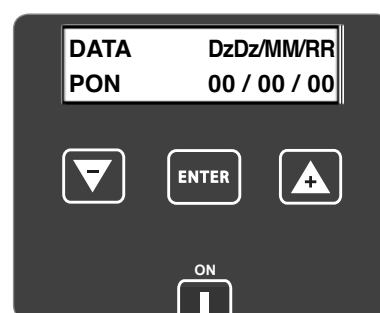 DATA DzDz/MM/RR
PON 00 / 00 / 00
- ENTER +
ON
I